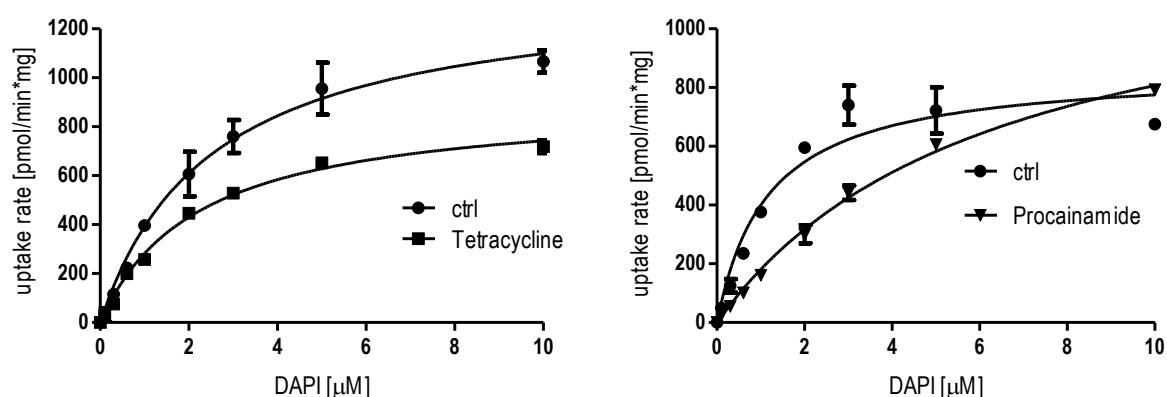 1200
1000
800
600
400
200
0
uptake rate [pmol/min*mg]
ctrl
Tetracycline
0 2 4 6 8 10
DAPI [μM]
1000
800
600
400
200
0
uptake rate [pmol/min*mg]
ctrl
Procainamide
0 2 4 6 8 10
DAPI [μM]